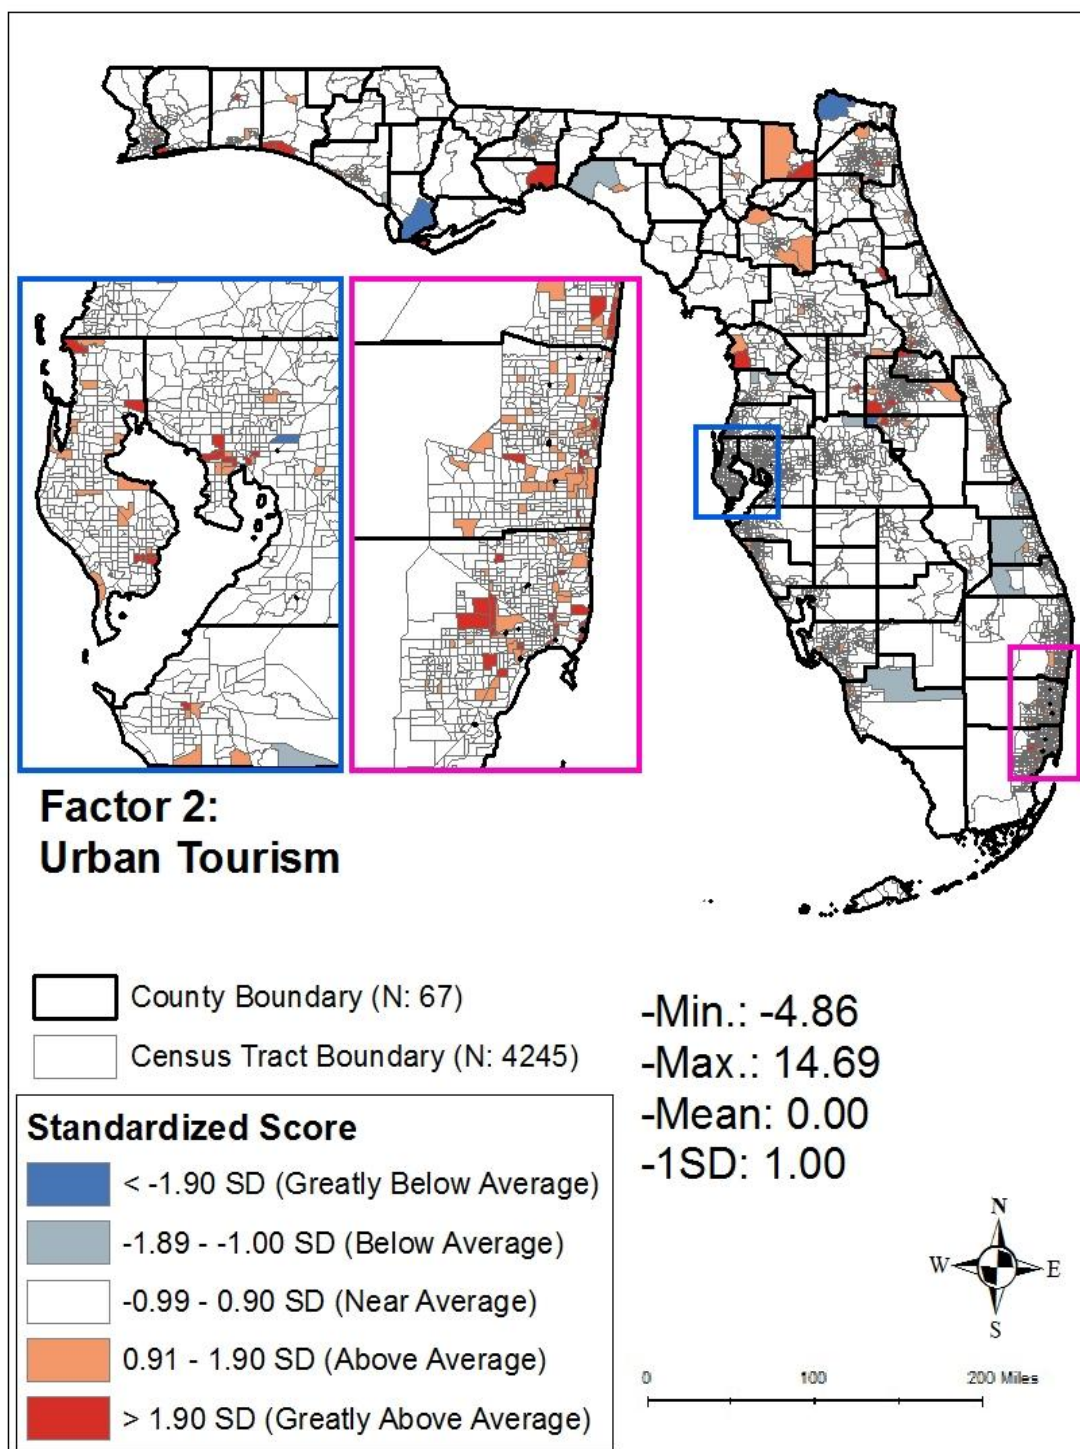 Factor 2:
Urban Tourism
County Boundary (N: 67)
Census Tract Boundary (N: 4245)
-Min.: -4.86
-Max.: 14.69
-Mean: 0.00
-1SD: 1.00
Standardized Score
< -1.90 SD (Greatly Below Average)
-1.89 - -1.00 SD (Below Average)
-0.99 - 0.90 SD (Near Average)
0.91 - 1.90 SD (Above Average)
> 1.90 SD (Greatly Above Average)
N
W E
S
0 100 200 Miles